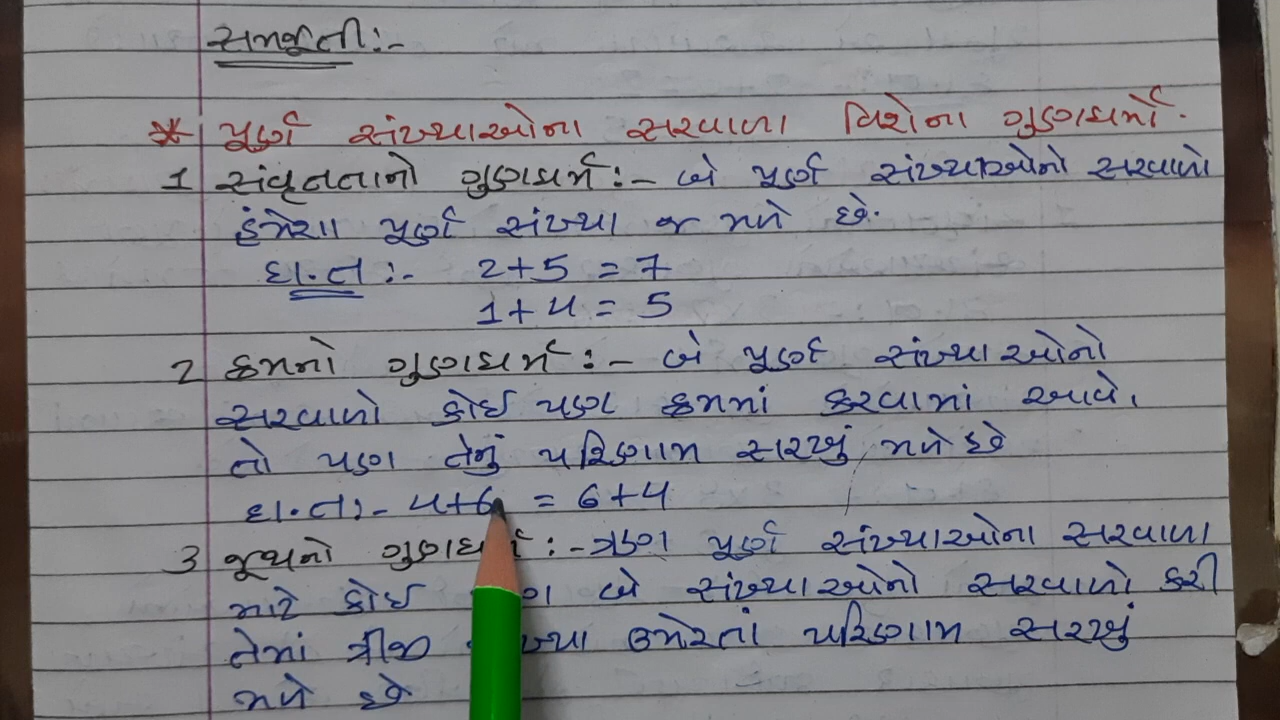 સમજૂતી:-
* પૂર્ણ સંખ્યાઓના સરવાળા વિશેના ગુણધર્મો.
1 સંવૃતતાનો ગુણધર્મ :- બે પૂર્ણ સંખ્યાઓનો સરવાળો
હંમેશા પૂર્ણ સંખ્યા જ મળે છે.
દા.ત :- 2+5 = 7
1+4 = 5
2 ક્રમનો ગુણધર્મ :- બે પૂર્ણ સંખ્યાઓનો
સરવાળો કોઈ પણ ક્રમમાં કરવામાં આવે,
તો પણ તેનું પરિણામ સરખું મળે છે
દા.ત:- 4+6 = 6+4
3 જૂથનો ગુણધર્મ :- ત્રણ પૂર્ણ સંખ્યાઓના સરવાળા
માટે કોઈ પણ બે સંખ્યાઓનો સરવાળો કરી
તેમાં ત્રીજી સંખ્યા ઉમેરતાં પરિણામ સરખું
મળે છે